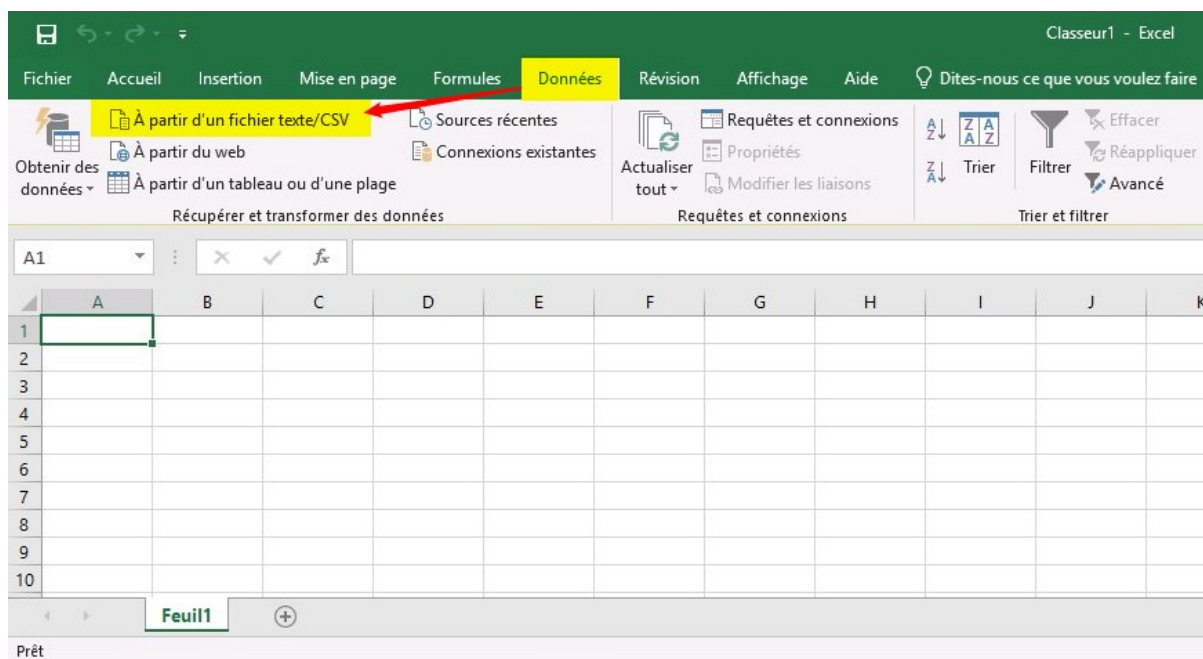 Classeur1 - Excel
Fichier Accueil Insertion Mise en page Formules Données Révision Affichage Aide Dites-nous ce que vous voulez faire
Obtenir des données
À partir d'un fichier texte/CSV
À partir du web
À partir d'un tableau ou d'une plage
Sources récentes
Connexions existantes
Récupérer et transformer des données
Actualiser tout
Requêtes et connexions
Propriétés
Modifier les liaisons
Requêtes et connexions
Trier
Filtrer
Effacer
Réappliquer
Avancé
Trier et filtrer
A1 fx
A B C D E F G H I J K
1
2
3
4
5
6
7
8
9
10
Feuil1
Prêt